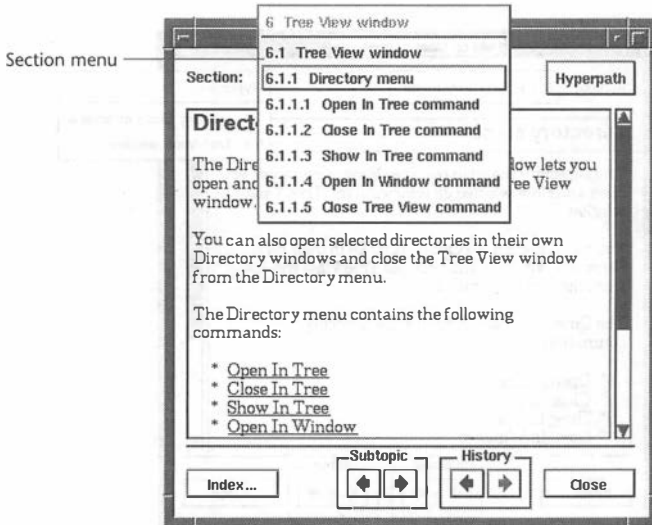 6 Tree View window
6.1 Tree View window
Section menu
Section:
6.1.1 Directory menu
Hyperpath
6.1.1.1 Open In Tree command
Direct
6.1.1.2 Close In Tree command
The Dire
6.1.1.3 Show In Tree command
ow lets you
open and
6.1.1.4 Open In Window command
ree View
window.
6.1.1.5 Close Tree View command
You can also open selected directories in their own
Directory windows and close the Tree View window
from the Directory menu.
The Directory menu contains the following
commands:
* Open In Tree
* Close In Tree
* Show In Tree
* Open In Window
Subtopic
History
Index...
Close